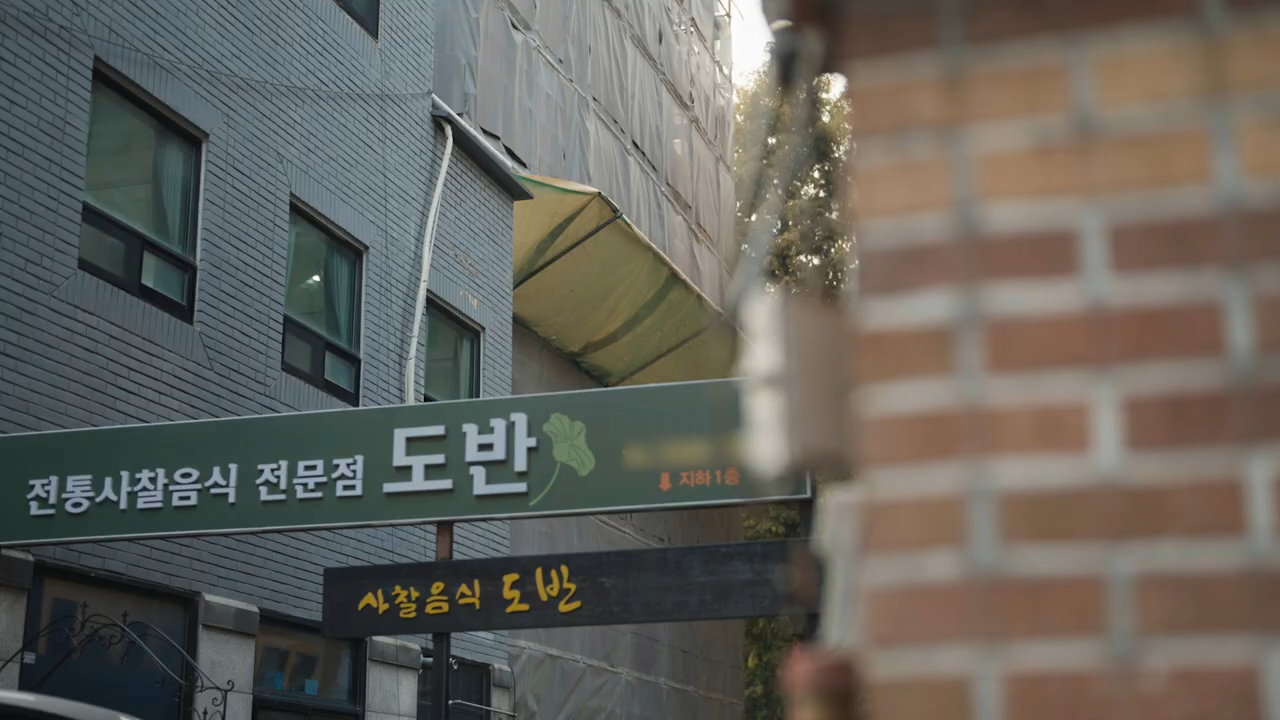 전통사찰음식 전문점 도반
지하1층
사찰음식 도반